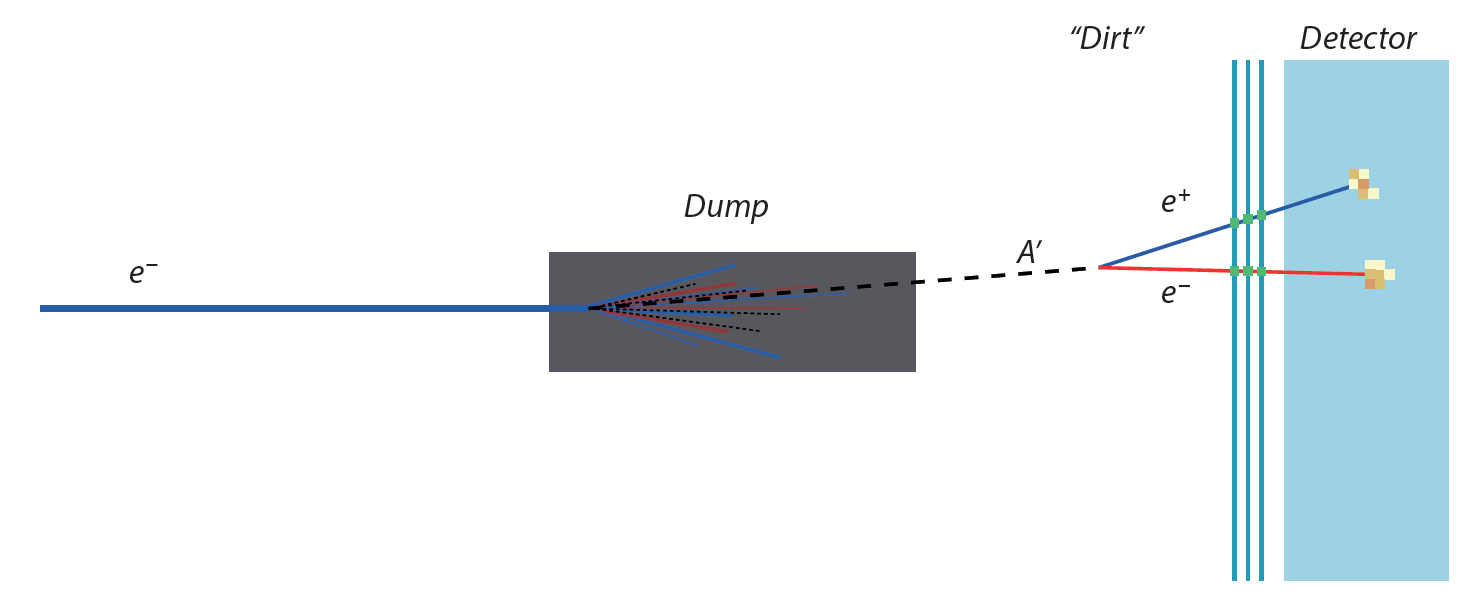 “Dirt”
Detector
Dump
e⁺
A′
e⁻
e⁻